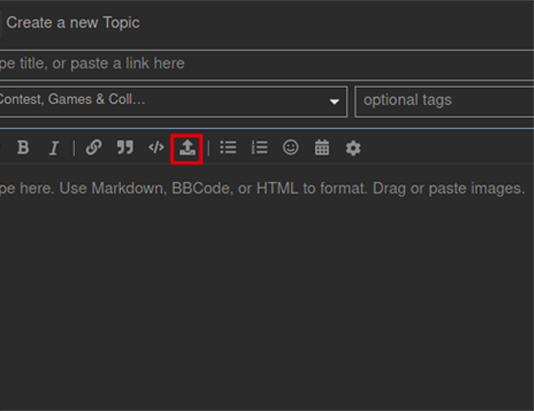 Create a new Topic
pe title, or paste a link here
Contest, Games & Coll...
optional tags
B I </>
pe here. Use Markdown, BBCode, or HTML to format. Drag or paste images.